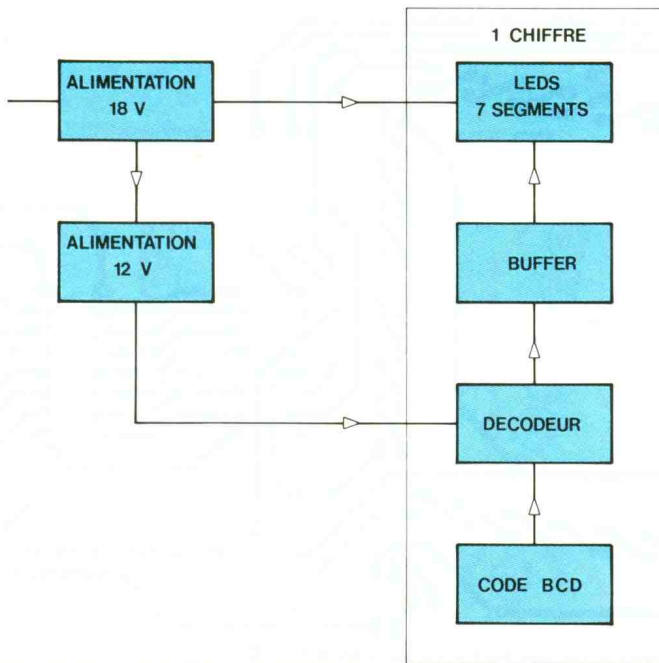 1 CHIFFRE
ALIMENTATION
18 V
LEDS
7 SEGMENTS
ALIMENTATION
12 V
BUFFER
DECODEUR
CODE BCD